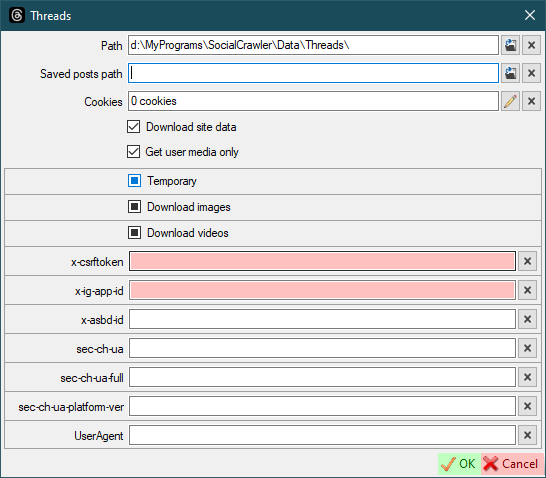 Threads
Path d:\MyPrograms\SocialCrawler\Data\Threads\
Saved posts path
Cookies 0 cookies
Download site data
Get user media only
Temporary
Download images
Download videos
x-csrftoken
x-ig-app-id
x-asbd-id
sec-ch-ua
sec-ch-ua-full
sec-ch-ua-platform-ver
UserAgent
OK Cancel